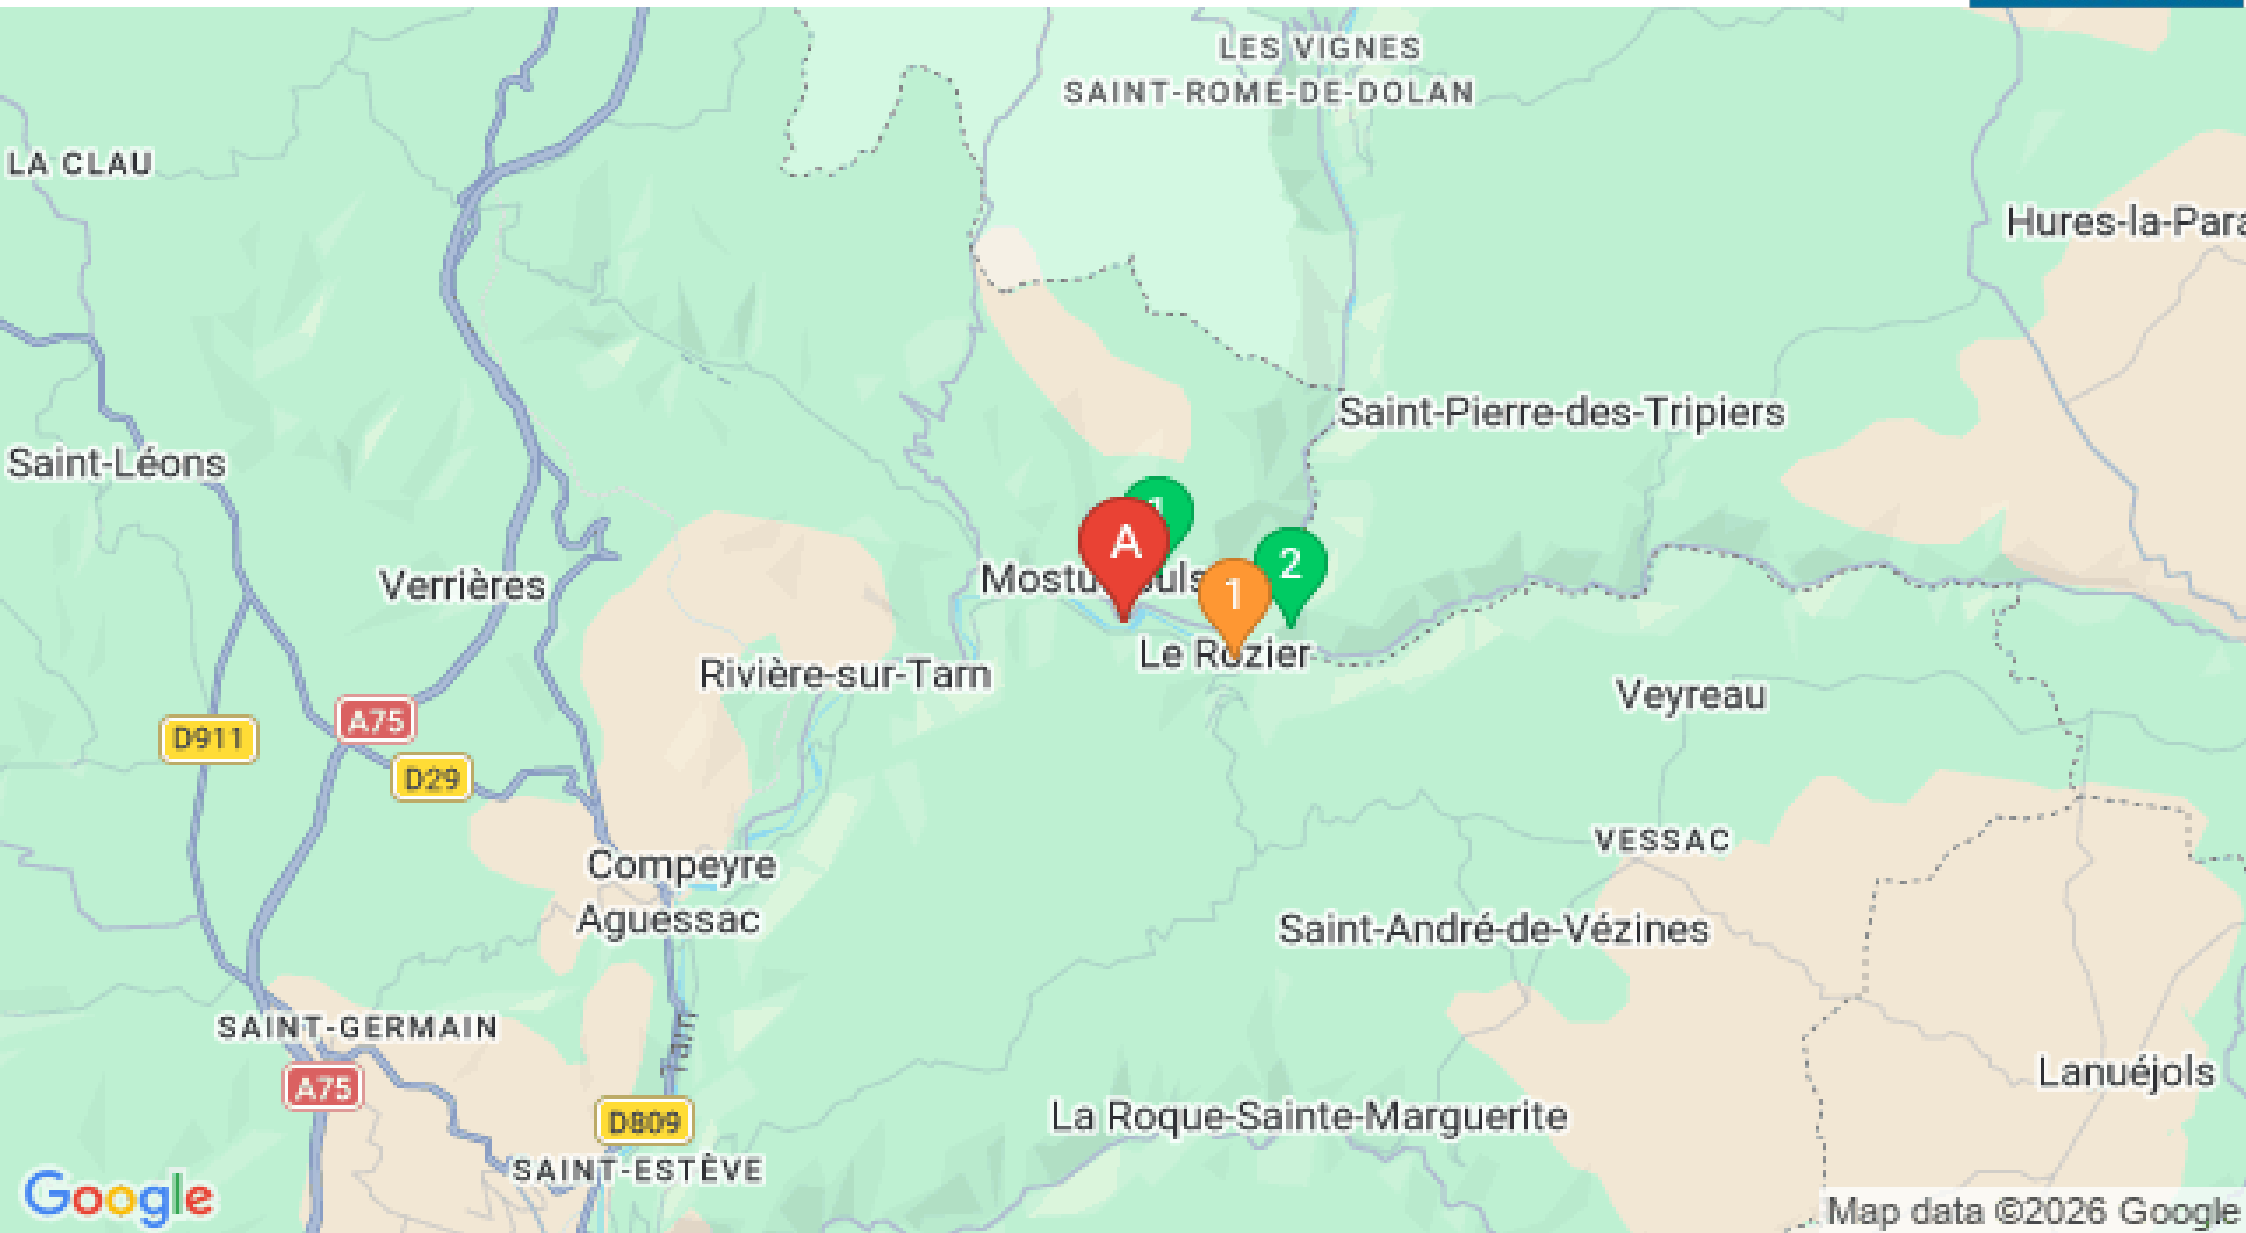 LES VIGNES
SAINT-ROME-DE-DOLAN
LA CLAU
Hures-la-Para
Saint-Pierre-des-Tripiers
Saint-Léons
1
A
2
1
Verrières
Le Rozier
Rivière-sur-Tarn
Veyreau
A75
D911
D29
VESSAC
Compeyre
Aguessac
Saint-André-de-Vézines
SAINT-GERMAIN
Tarn
A75
Lanuéjols
D809
La Roque-Sainte-Marguerite
SAINT-ESTÈVE
Google
Map data ©2026 Google